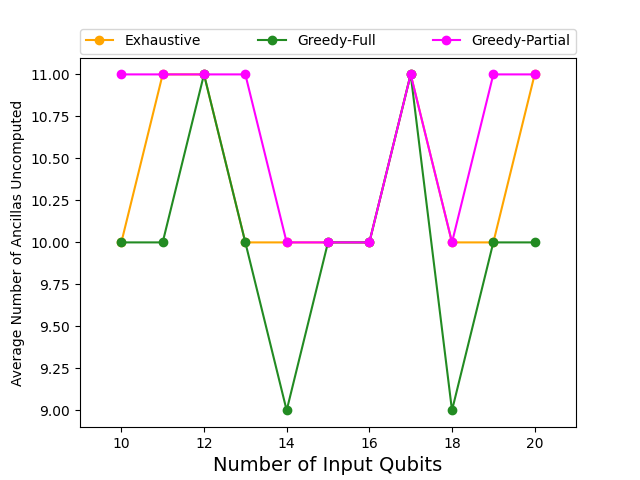 Exhaustive Greedy-Full Greedy-Partial
Average Number of Ancillas Uncomputed
11.00
10.75
10.50
10.25
10.00
9.75
9.50
9.25
9.00
10 12 14 16 18 20
Number of Input Qubits